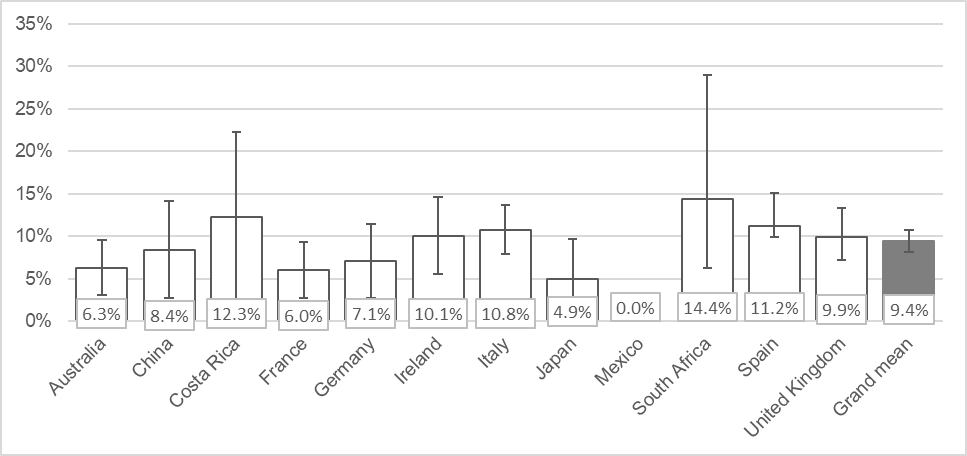 35%
30%
25%
20%
15%
10%
5%
0%
6.3%
8.4%
12.3%
6.0%
7.1%
10.1%
10.8%
4.9%
0.0%
14.4%
11.2%
9.9%
9.4%
Australia
China
Costa Rica
France
Germany
Ireland
Italy
Japan
Mexico
South Africa
Spain
United Kingdom
Grand mean